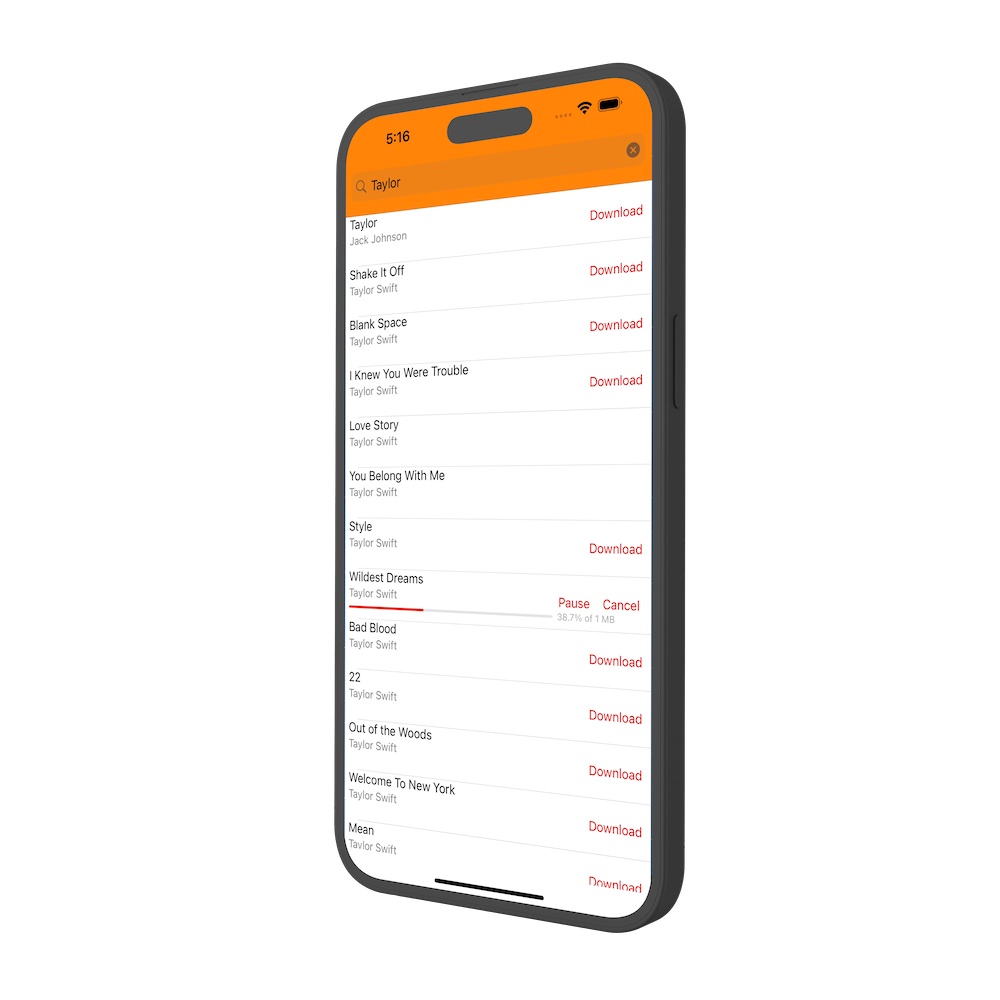 5:16
Taylor
Taylor
Jack Johnson
Download
Shake It Off
Taylor Swift
Download
Blank Space
Taylor Swift
Download
I Knew You Were Trouble
Taylor Swift
Download
Love Story
Taylor Swift
You Belong With Me
Taylor Swift
Style
Taylor Swift
Download
Wildest Dreams
Taylor Swift
Pause Cancel
38.7% of 1 MB
Bad Blood
Taylor Swift
Download
22
Taylor Swift
Download
Out of the Woods
Taylor Swift
Download
Welcome To New York
Taylor Swift
Download
Mean
Taylor Swift
Download